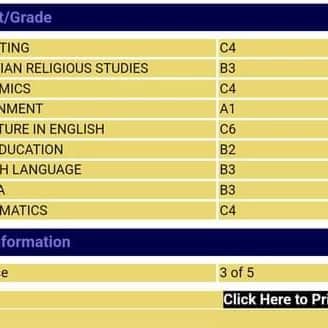 t/Grade
TING C4
IAN RELIGIOUS STUDIES B3
MICS C4
NMENT A1
TURE IN ENGLISH C6
DUCATION B2
H LANGUAGE B3
A B3
MATICS C4
formation
e 3 of 5
Click Here to Pri